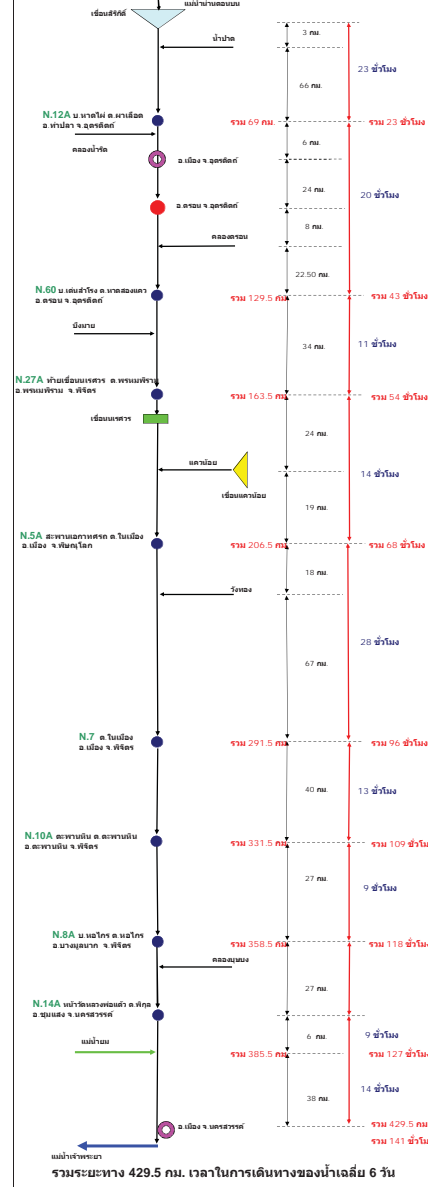 แม่น้ำน่านตอนบน
เขื่อนสิริกิติ์
3 กม.
น้ำปาด
23 ชั่วโมง
66 กม.
N.12A บ.หาดไผ่ ต.ผาเลือด
อ.ท่าปลา จ.อุตรดิตถ์
รวม 69 กม.
รวม 23 ชั่วโมง
6 กม.
คลองน้ำริด
อ.เมือง จ.อุตรดิตถ์
24 กม.
20 ชั่วโมง
อ.ตรอน จ.อุตรดิตถ์
8 กม.
คลองตรอน
22.50 กม.
N.60 บ.เด่นสำโรง ต.หาดสองแคว
อ.ตรอน จ.อุตรดิตถ์
รวม 129.5 กม.
รวม 43 ชั่วโมง
บึงมาย
34 กม.
11 ชั่วโมง
N.27A ท้ายเขื่อนนเรศวร ต.พรหมพิราม
อ.พรหมพิราม จ.พิจิตร
รวม 163.5 กม.
รวม 54 ชั่วโมง
เขื่อนนเรศวร
24 กม.
แควน้อย
14 ชั่วโมง
เขื่อนแควน้อย
19 กม.
N.5A สะพานเอกาทศรถ ต.ในเมือง
อ.เมือง จ.พิษณุโลก
รวม 206.5 กม.
รวม 68 ชั่วโมง
18 กม.
วังทอง
28 ชั่วโมง
67 กม.
N.7 ต.ในเมือง
อ.เมือง จ.พิจิตร
รวม 291.5 กม.
รวม 96 ชั่วโมง
40 กม.
13 ชั่วโมง
N.10A ตะพานหิน ต.ตะพานหิน
อ.ตะพานหิน จ.พิจิตร
รวม 331.5 กม.
รวม 109 ชั่วโมง
27 กม.
9 ชั่วโมง
N.8A บ.หอไกร ต.หอไกร
อ.บางมูลนาก จ.พิจิตร
รวม 358.5 กม.
รวม 118 ชั่วโมง
คลองบุษบง
27 กม.
N.14A หน้าวัดหลวงพ่อแก้ว ต.พิกุล
อ.ชุมแสง จ.นครสวรรค์
6 กม.
9 ชั่วโมง
แม่น้ำยม
รวม 385.5 กม.
รวม 127 ชั่วโมง
14 ชั่วโมง
38 กม.
อ.เมือง จ.นครสวรรค์
รวม 429.5 กม.
รวม 141 ชั่วโมง
แม่น้ำเจ้าพระยา
รวมระยะทาง 429.5 กม. เวลาในการเดินทางของน้ำเฉลี่ย 6 วัน